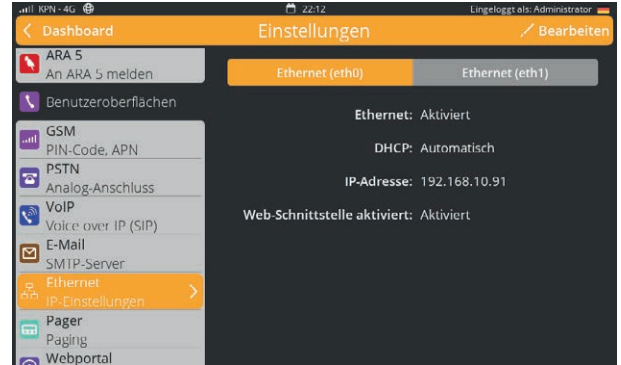 KPN - 4G 22:12 Eingeloggt als: Administrator
Dashboard Einstellungen Bearbeiten
ARA 5
An ARA 5 melden
Benutzeroberflächen
GSM
PIN-Code, APN
PSTN
Analog-Anschluss
VoIP
Voice over IP (SIP)
E-Mail
SMTP-Server
Ethernet
IP-Einstellungen
Pager
Paging
Webportal
Ethernet (eth0) Ethernet (eth1)
Ethernet: Aktiviert
DHCP: Automatisch
IP-Adresse: 192.168.10.91
Web-Schnittstelle aktiviert: Aktiviert